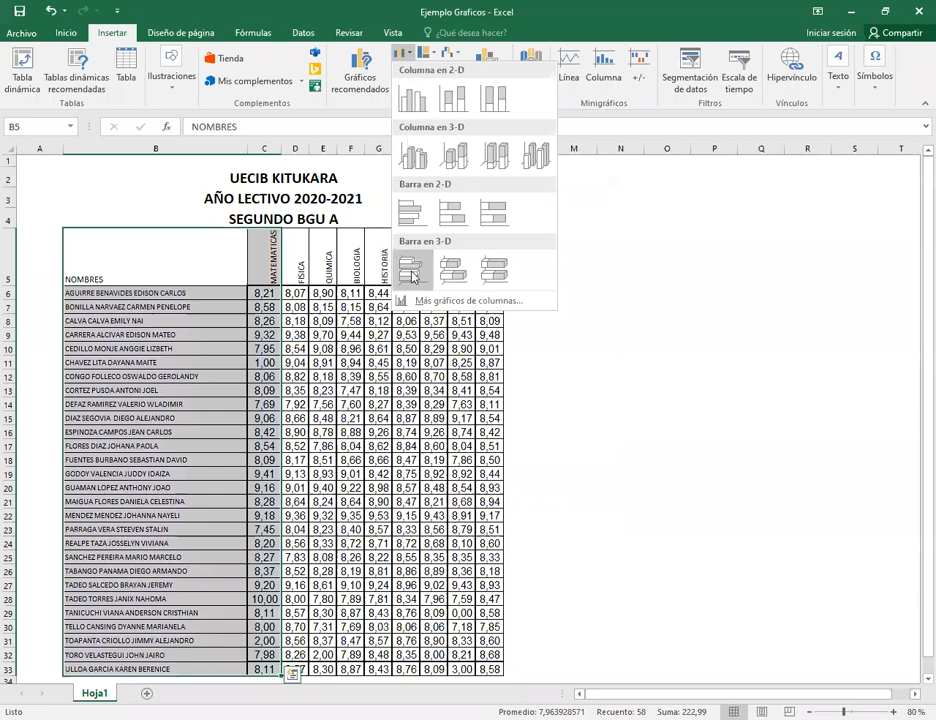 Ejemplo Graficos - Excel
Archivo Inicio Insertar Diseño de página Fórmulas Datos Revisar Vista ¿Qué desea hacer? Iniciar sesión Compartir
Tabla dinámica
Tablas dinámicas recomendadas
Tabla
Tablas
Ilustraciones
Tienda
Mis complementos
Complementos
Gráficos recomendados
Línea
Columna
+/-
Minigráficos
Segmentación de datos
Escala de tiempo
Filtros
Hipervínculo
Vínculos
Texto
Símbolos
Columna en 2-D
Columna en 3-D
Barra en 2-D
Barra en 3-D
Más gráficos de columnas...
B5 fx NOMBRES
A B C D E F G M N O P Q R S T
1
2 UECIB KITUKARA
3 AÑO LECTIVO 2020-2021
4 SEGUNDO BGU A
5 NOMBRES MATEMATICAS FISICA QUIMICA BIOLOGIA HISTORIA
6 AGUIRRE BENAVIDES EDISON CARLOS 8,21 8,07 8,90 8,11 8,44
7 BONILLA NARVAEZ CARMEN PENELOPE 8,58 8,08 8,15 8,15 8,64
8 CALVA CALVA EMILY NAI 8,26 8,18 8,09 7,58 8,12 8,06 8,37 8,51 8,09
9 CARRERA ALCIVAR EDISON MATEO 9,32 9,38 9,70 9,44 9,27 9,53 9,56 9,43 9,48
10 CEDILLO MONJE ANGGIE LIZBETH 7,95 8,54 9,08 8,96 8,61 8,50 8,29 8,90 9,01
11 CHAVEZ LITA DAYANA MAITE 1,00 9,04 8,91 8,94 8,45 8,19 8,07 8,25 8,87
12 CONGO FOLLECO OSWALDO GEROLANDY 8,06 8,82 8,18 8,39 8,55 8,60 8,70 8,58 8,81
13 CORTEZ PUSDA ANTONI JOEL 8,09 8,35 8,23 7,47 8,18 8,39 8,34 8,41 8,54
14 DEFAZ RAMIREZ VALERIO WLADIMIR 7,69 7,92 7,56 7,60 8,27 8,39 8,29 7,63 8,11
15 DIAZ SEGOVIA DIEGO ALEJANDRO 9,06 8,66 8,48 8,21 8,64 8,87 8,89 9,17 8,54
16 ESPINOZA CAMPOS JEAN CARLOS 8,42 8,90 8,78 8,88 9,26 8,74 9,26 8,74 8,42
17 FLORES DIAZ JOHANA PAOLA 8,54 8,52 7,86 8,04 8,62 8,84 8,60 8,04 8,51
18 FUENTES BURBANO SEBASTIAN DAVID 8,09 8,17 8,51 8,66 8,66 8,47 8,19 7,86 8,50
19 GODOY VALENCIA JUDDY IDAIZA 9,41 9,13 8,93 9,01 8,42 8,75 8,92 8,92 8,44
20 GUAMAN LOPEZ ANTHONY JOAO 9,16 9,01 9,40 9,22 8,98 8,57 8,48 8,54 8,93
21 MAIGUA FLORES DANIELA CELESTINA 8,28 8,64 8,24 8,64 8,90 8,47 8,21 8,68 8,94
22 MENDEZ MENDEZ JOHANNA NAYELI 9,18 9,36 9,32 9,35 9,53 9,15 9,43 8,91 9,17
23 PARRAGA VERA STEEVEN STALIN 7,45 8,04 8,23 8,40 8,57 8,33 8,56 8,79 8,51
24 REALPE TAZA JOSSELYN VIVIANA 8,20 8,56 8,33 8,72 8,71 8,72 8,68 8,10 8,60
25 SANCHEZ PEREIRA MARIO MARCELO 8,27 7,83 8,08 8,26 8,22 8,55 8,35 8,35 8,33
26 TABANGO PANAMA DIEGO ARMANDO 8,37 8,52 8,28 8,19 8,81 8,86 8,89 8,36 8,18
27 TADEO SALCEDO BRAYAN JEREMY 9,20 9,16 8,61 9,10 9,24 8,96 9,02 9,43 8,93
28 TADEO TORRES JANIX NAHOMA 10,00 8,00 7,80 7,89 7,81 8,34 7,96 7,59 8,47
29 TANICUCHI VIANA ANDERSON CRISTHIAN 8,11 8,57 8,30 8,87 8,43 8,76 8,09 0,00 8,58
30 TELLO CANSING DYANNE MARIANELA 8,00 8,70 7,31 7,69 8,03 8,06 8,06 7,18 7,85
31 TOAPANTA CRIOLLO JIMMY ALEJANDRO 2,00 8,56 8,37 8,47 8,57 8,76 8,90 8,33 8,60
32 TORO VELASTEGUI JOHN JAIRO 7,98 8,26 2,00 7,89 8,48 8,35 8,00 8,21 8,68
33 ULLOA GARCIA KAREN BERENICE 8,11 8,30 8,87 8,43 8,76 8,09 3,00 8,58
34
Hoja1
Listo Promedio: 7,963928571 Recuento: 58 Suma: 222,99 80 %